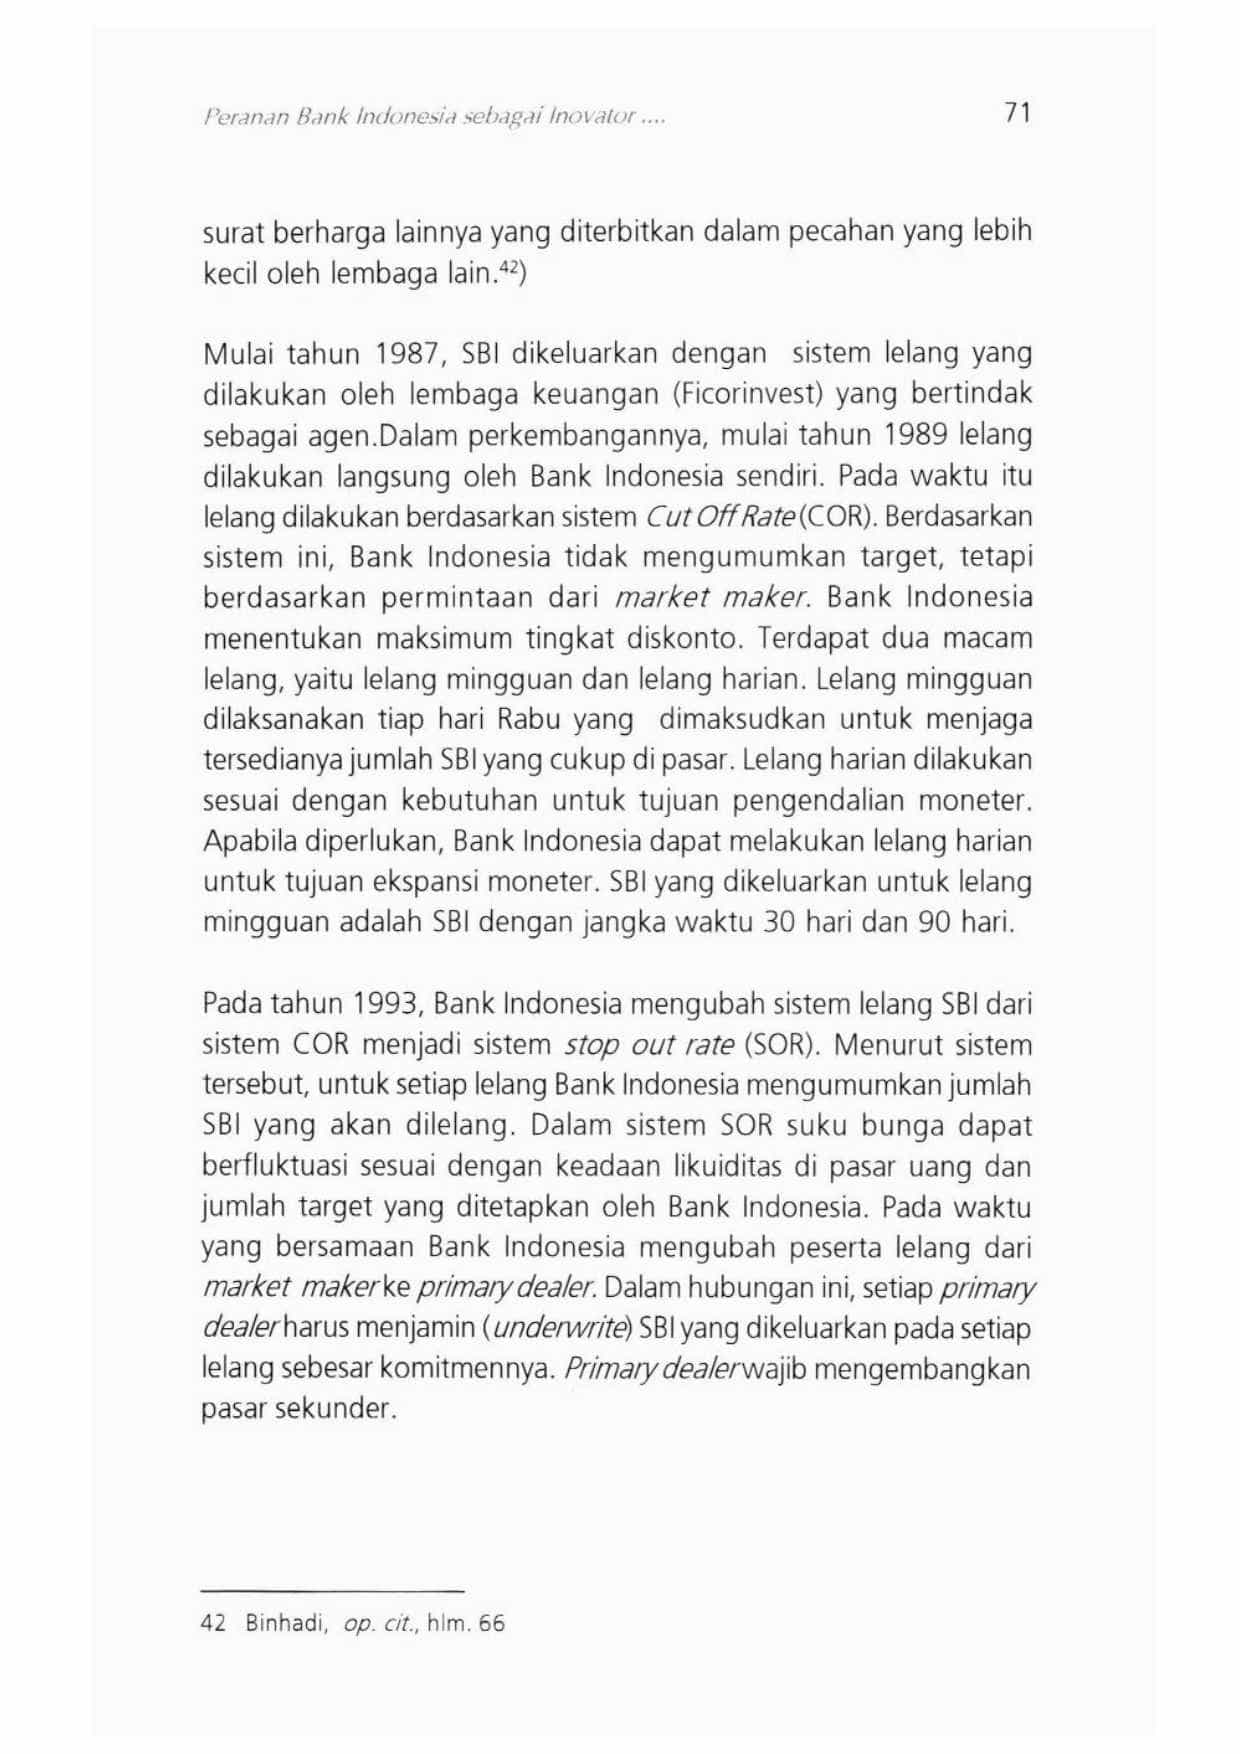 Peranan Bank Indonesia sebagai Inovator ....
71
surat berharga lainnya yang diterbitkan dalam pecahan yang lebih
kecil oleh lembaga lain.⁴²)
Mulai tahun 1987, SBI dikeluarkan dengan sistem lelang yang
dilakukan oleh lembaga keuangan (Ficorinvest) yang bertindak
sebagai agen.Dalam perkembangannya, mulai tahun 1989 lelang
dilakukan langsung oleh Bank Indonesia sendiri. Pada waktu itu
lelang dilakukan berdasarkan sistem Cut Off Rate (COR). Berdasarkan
sistem ini, Bank Indonesia tidak mengumumkan target, tetapi
berdasarkan permintaan dari market maker. Bank Indonesia
menentukan maksimum tingkat diskonto. Terdapat dua macam
lelang, yaitu lelang mingguan dan lelang harian. Lelang mingguan
dilaksanakan tiap hari Rabu yang dimaksudkan untuk menjaga
tersedianya jumlah SBI yang cukup di pasar. Lelang harian dilakukan
sesuai dengan kebutuhan untuk tujuan pengendalian moneter.
Apabila diperlukan, Bank Indonesia dapat melakukan lelang harian
untuk tujuan ekspansi moneter. SBI yang dikeluarkan untuk lelang
mingguan adalah SBI dengan jangka waktu 30 hari dan 90 hari.
Pada tahun 1993, Bank Indonesia mengubah sistem lelang SBI dari
sistem COR menjadi sistem stop out rate (SOR). Menurut sistem
tersebut, untuk setiap lelang Bank Indonesia mengumumkan jumlah
SBI yang akan dilelang. Dalam sistem SOR suku bunga dapat
berfluktuasi sesuai dengan keadaan likuiditas di pasar uang dan
jumlah target yang ditetapkan oleh Bank Indonesia. Pada waktu
yang bersamaan Bank Indonesia mengubah peserta lelang dari
market maker ke primary dealer. Dalam hubungan ini, setiap primary
dealer harus menjamin (underwrite) SBI yang dikeluarkan pada setiap
lelang sebesar komitmennya. Primary dealer wajib mengembangkan
pasar sekunder.
42 Binhadi, op. cit., hlm. 66